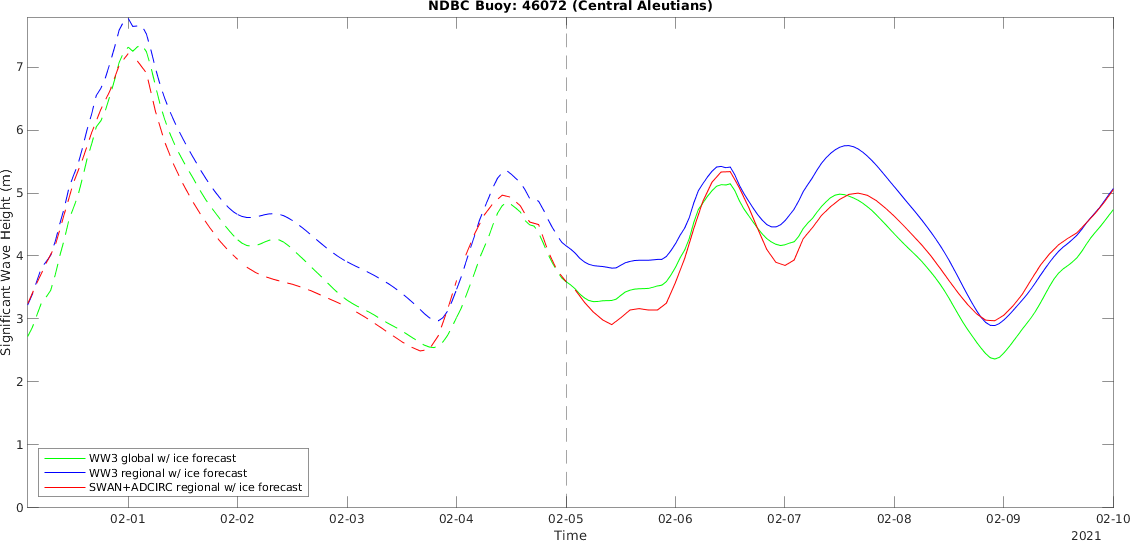 NDBC Buoy: 46072 (Central Aleutians)
Significant Wave Height (m)
7
6
5
4
3
2
1
0
WW3 global w/ ice forecast
WW3 regional w/ ice forecast
SWAN+ADCIRC regional w/ ice forecast
02-01 02-02 02-03 02-04 02-05 02-06 02-07 02-08 02-09 02-10
Time
2021